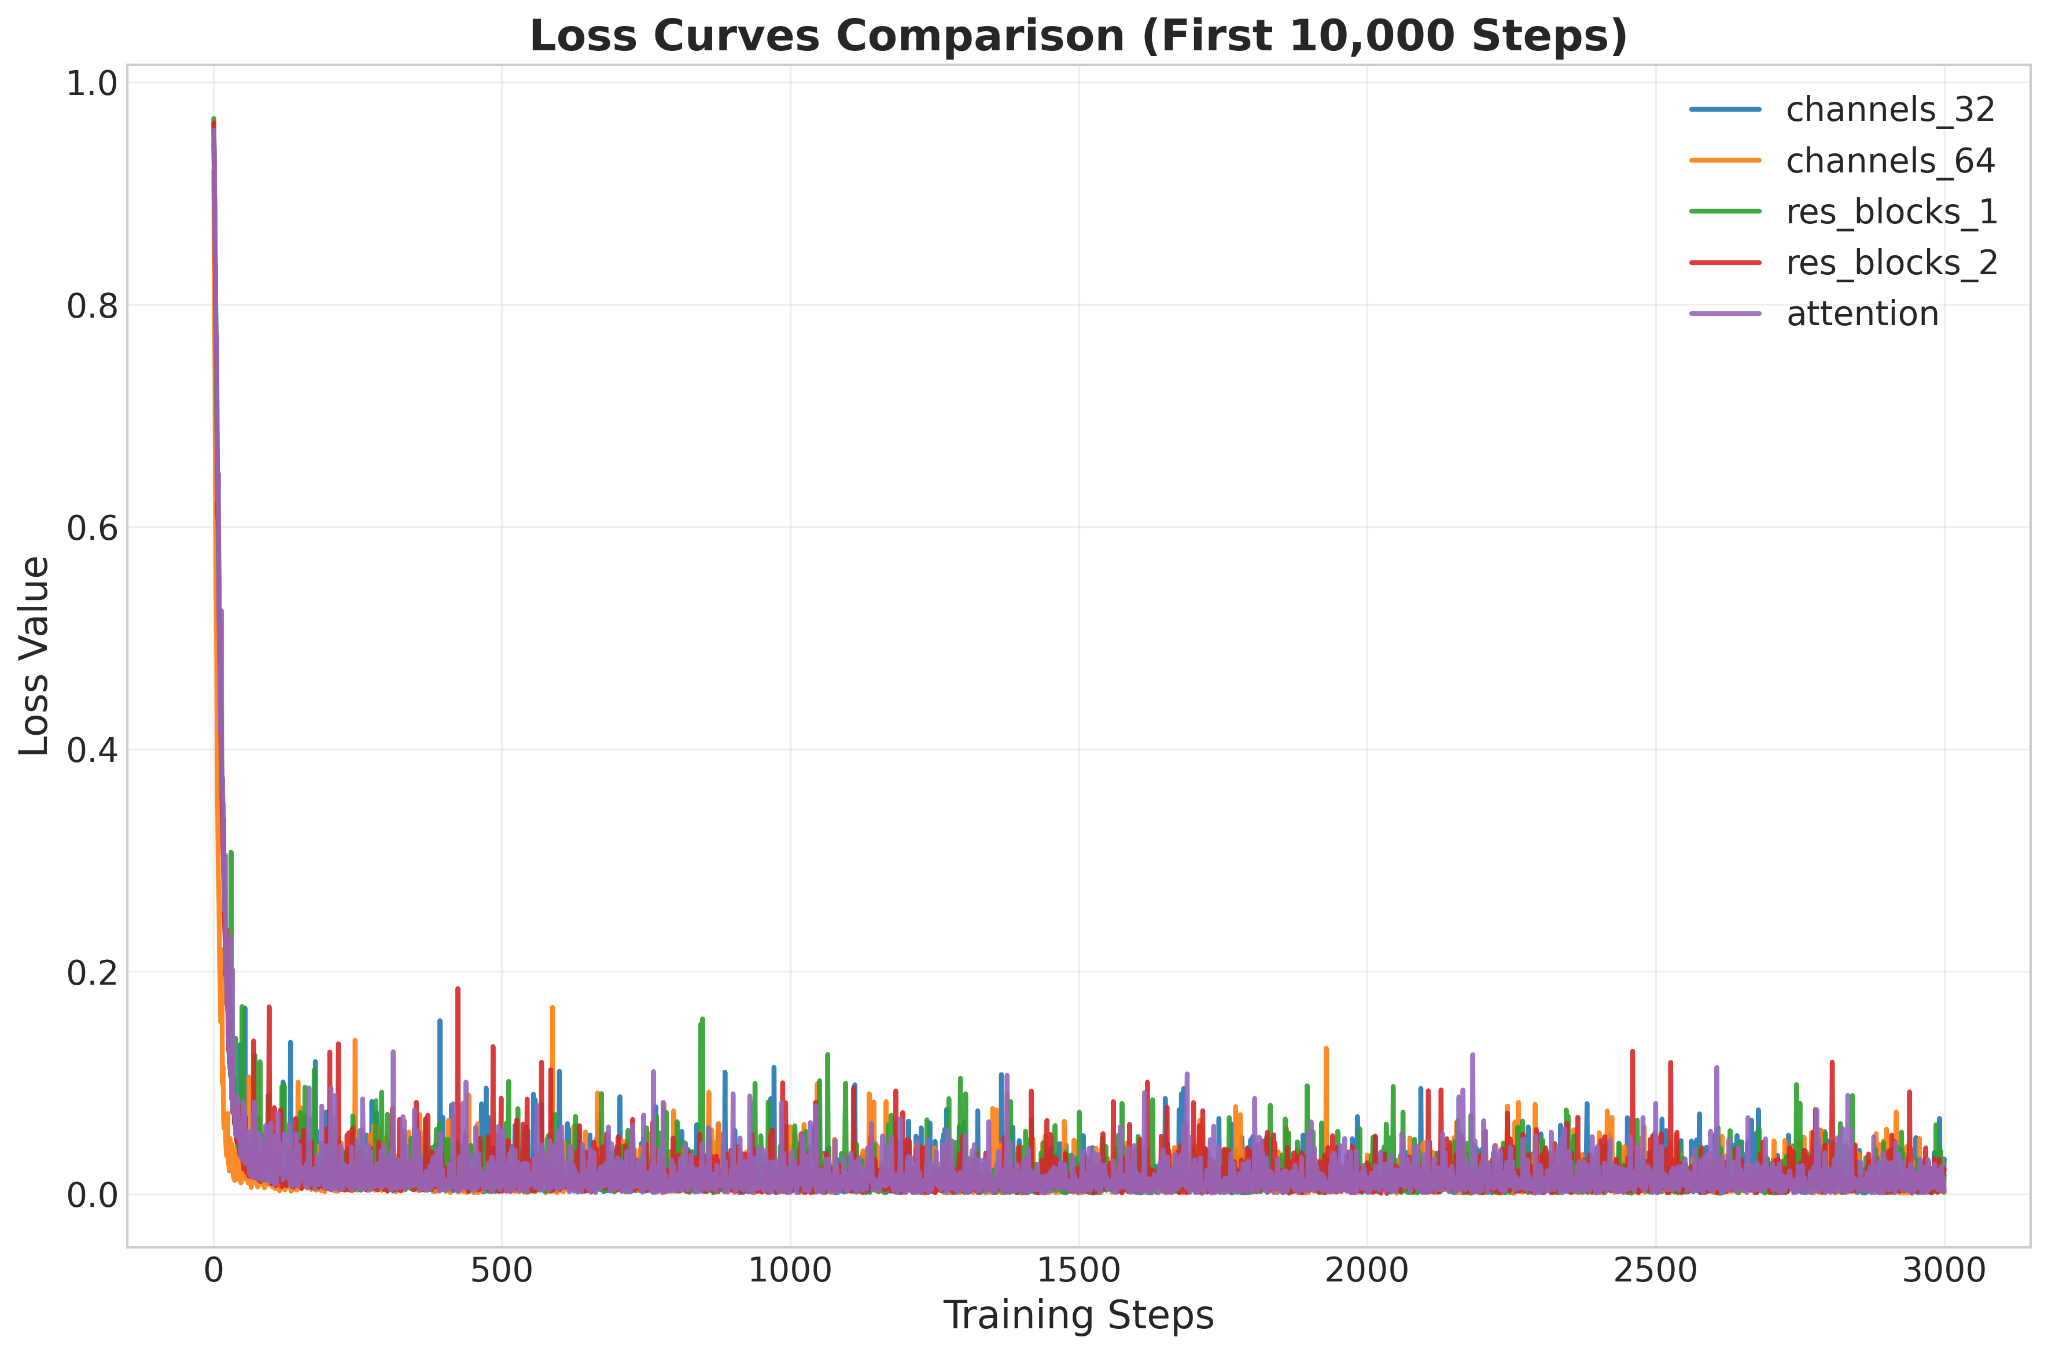 Loss Curves Comparison (First 10,000 Steps)
1.0
0.8
0.6
0.4
0.2
0.0
Loss Value
channels_32
channels_64
res_blocks_1
res_blocks_2
attention
0
500
1000
1500
2000
2500
3000
Training Steps